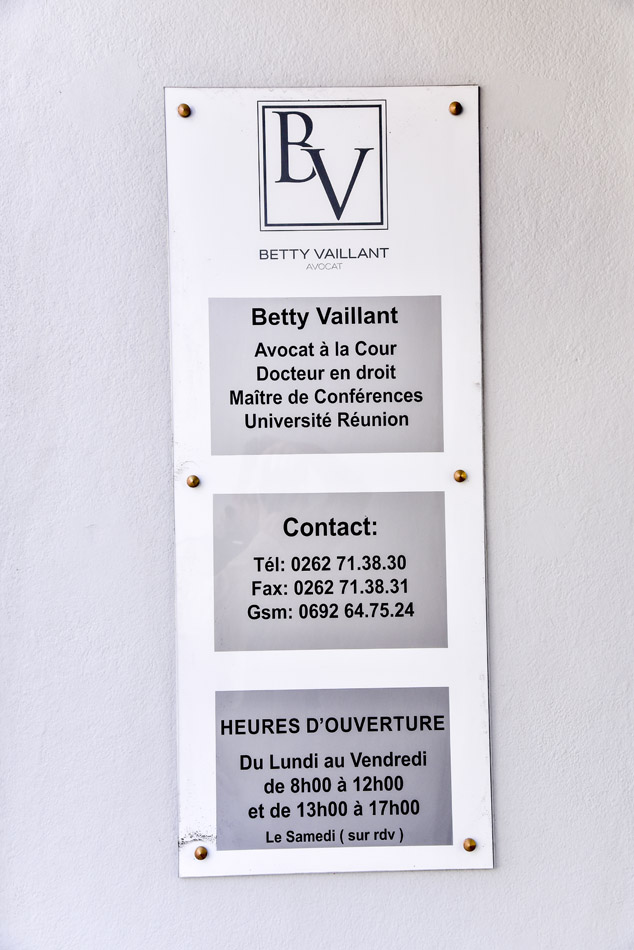 BV
BETTY VAILLANT
AVOCAT
Betty Vaillant
Avocat à la Cour
Docteur en droit
Maître de Conférences
Université Réunion
Contact:
Tél: 0262 71.38.30
Fax: 0262 71.38.31
Gsm: 0692 64.75.24
HEURES D'OUVERTURE
Du Lundi au Vendredi
de 8h00 à 12h00
et de 13h00 à 17h00
Le Samedi ( sur rdv )